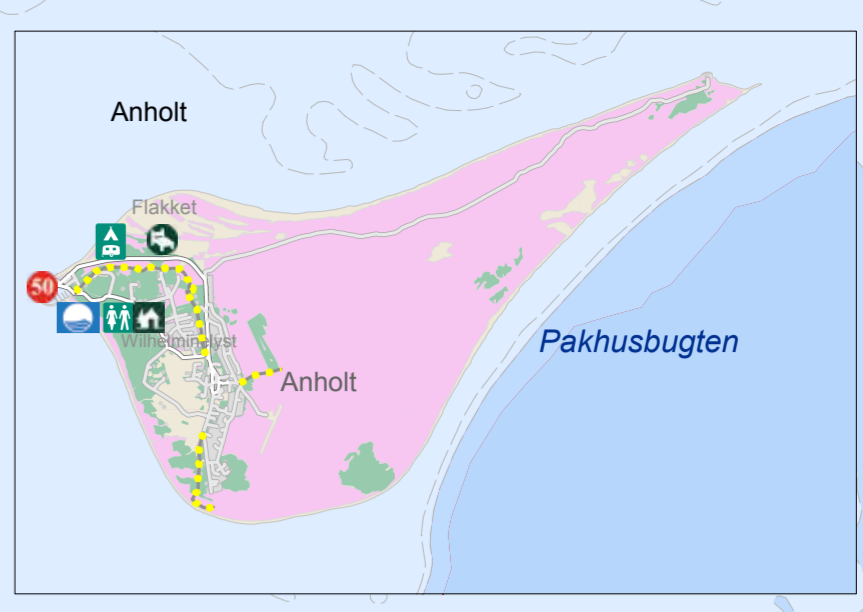 Anholt
Flakket
50
Wilhelminelyst
Pakhusbugten
Anholt